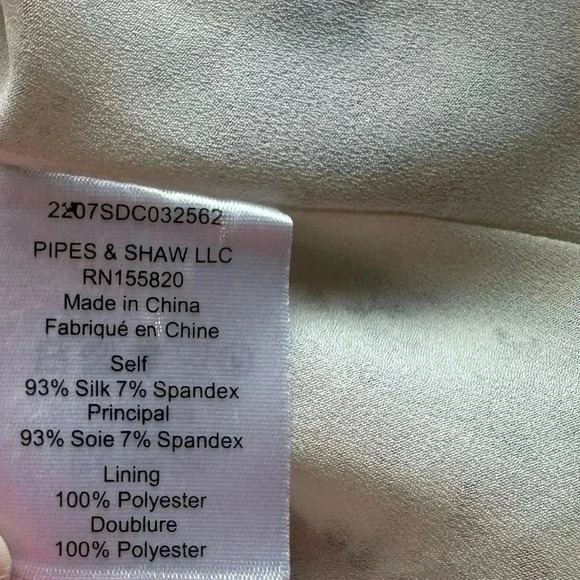 2207SDC032562
PIPES & SHAW LLC
RN155820
Made in China
Fabriqué en Chine
Self
93% Silk 7% Spandex
Principal
93% Soie 7% Spandex
Lining
100% Polyester
Doublure
100% Polyester